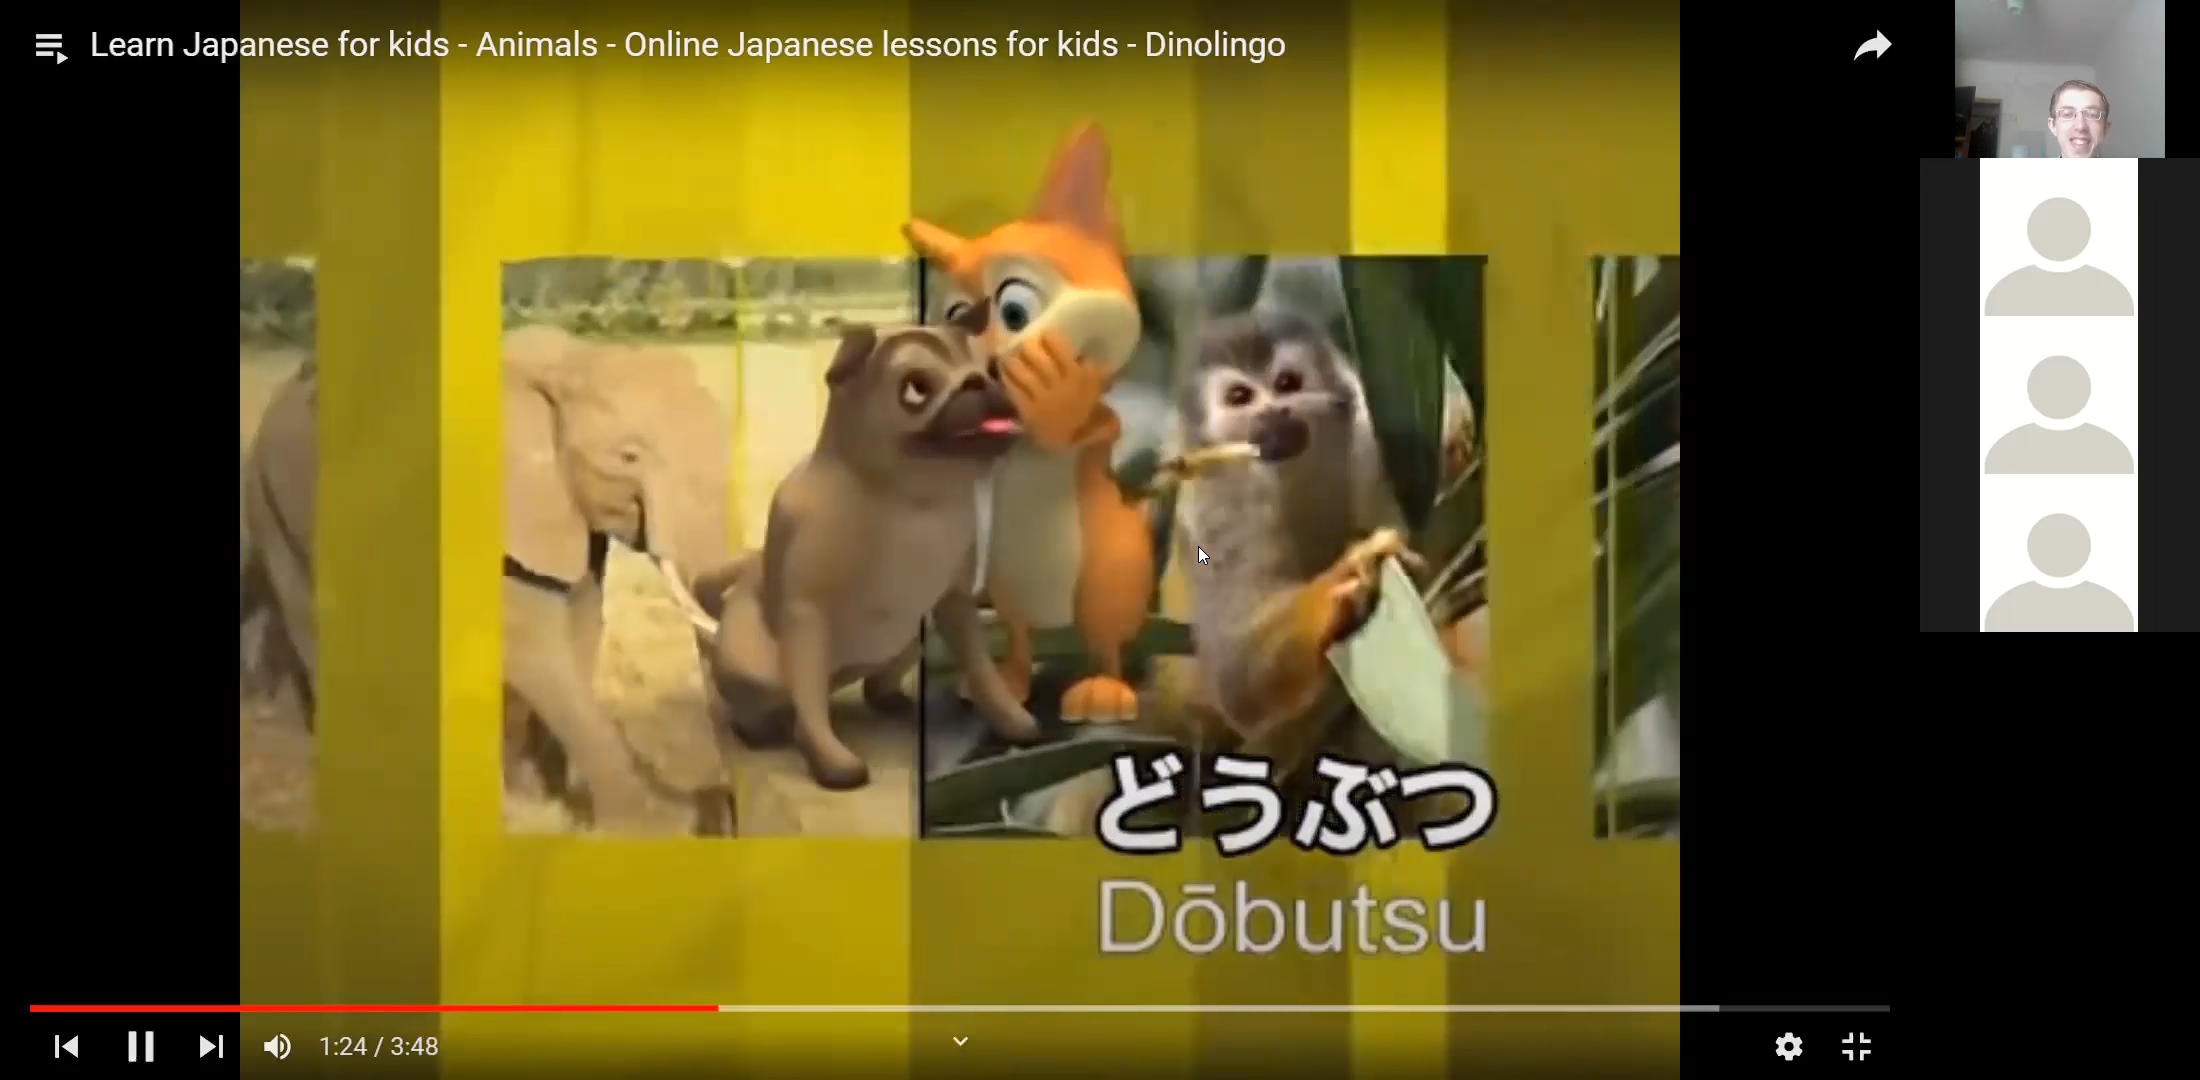 Learn Japanese for kids - Animals - Online Japanese lessons for kids - Dinolingo
どうぶつ
Dōbutsu
1:24 / 3:48